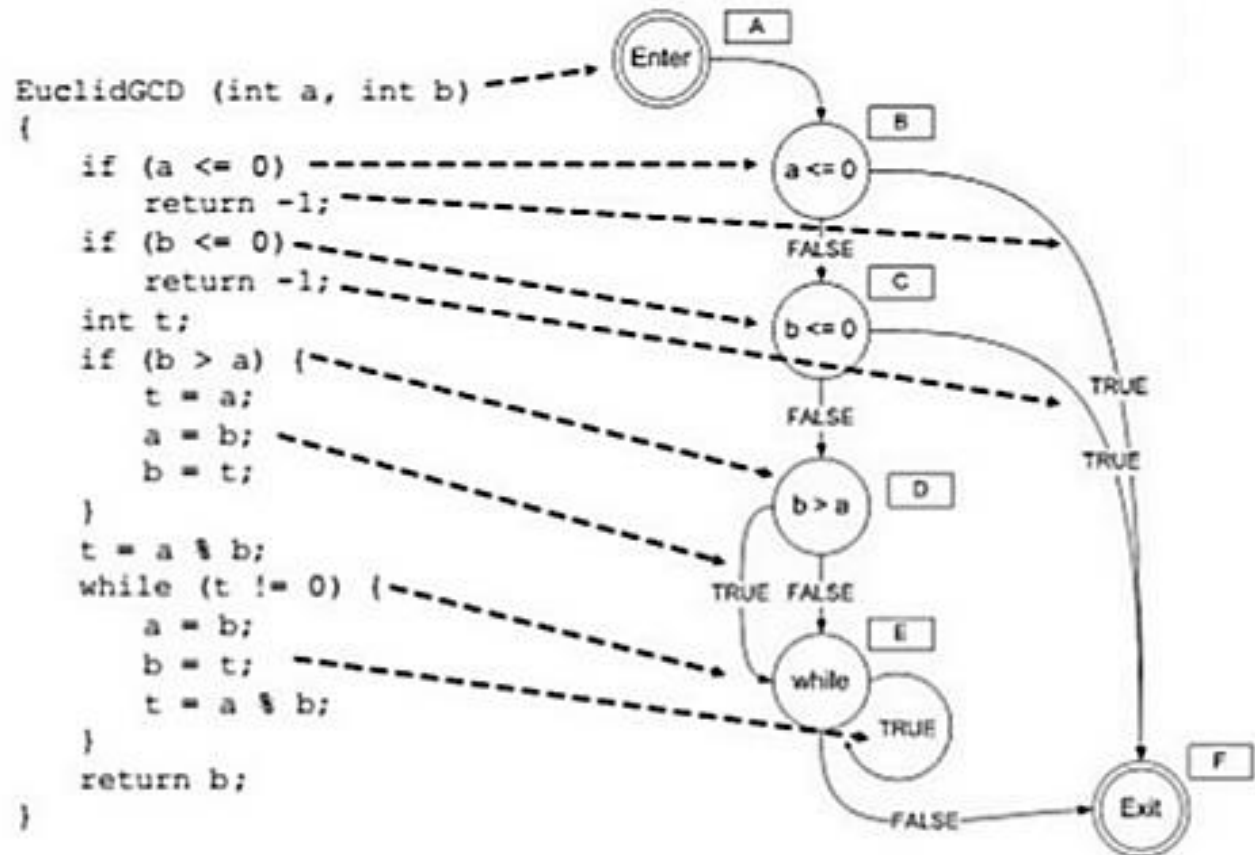 EuclidGCD (int a, int b)
{
if (a <= 0)
return -1;
if (b <= 0)
return -1;
int t;
if (b > a) {
t = a;
a = b;
b = t;
}
t = a % b;
while (t != 0) {
a = b;
b = t;
t = a % b;
}
return b;
}
Enter
A
B
a <= 0
FALSE
C
b <= 0
TRUE
FALSE
TRUE
D
b > a
TRUE FALSE
E
while
TRUE
F
Exit
FALSE